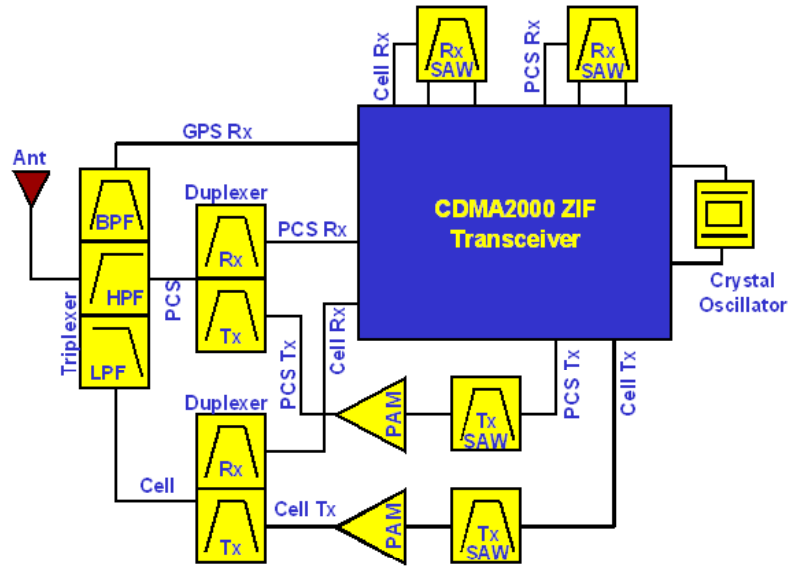 Cell Rx
Rx
SAW
PCS Rx
Rx
SAW
GPS Rx
Ant
BPF
HPF
LPF
Triplexer
PCS
Duplexer
Rx
Tx
PCS Rx
CDMA2000 ZIF
Transceiver
Crystal
Oscillator
Cell Rx
PCS Tx
PAM
Tx
SAW
PCS Tx
Cell Tx
Duplexer
Rx
Tx
Cell
Cell Tx
PAM
Tx
SAW